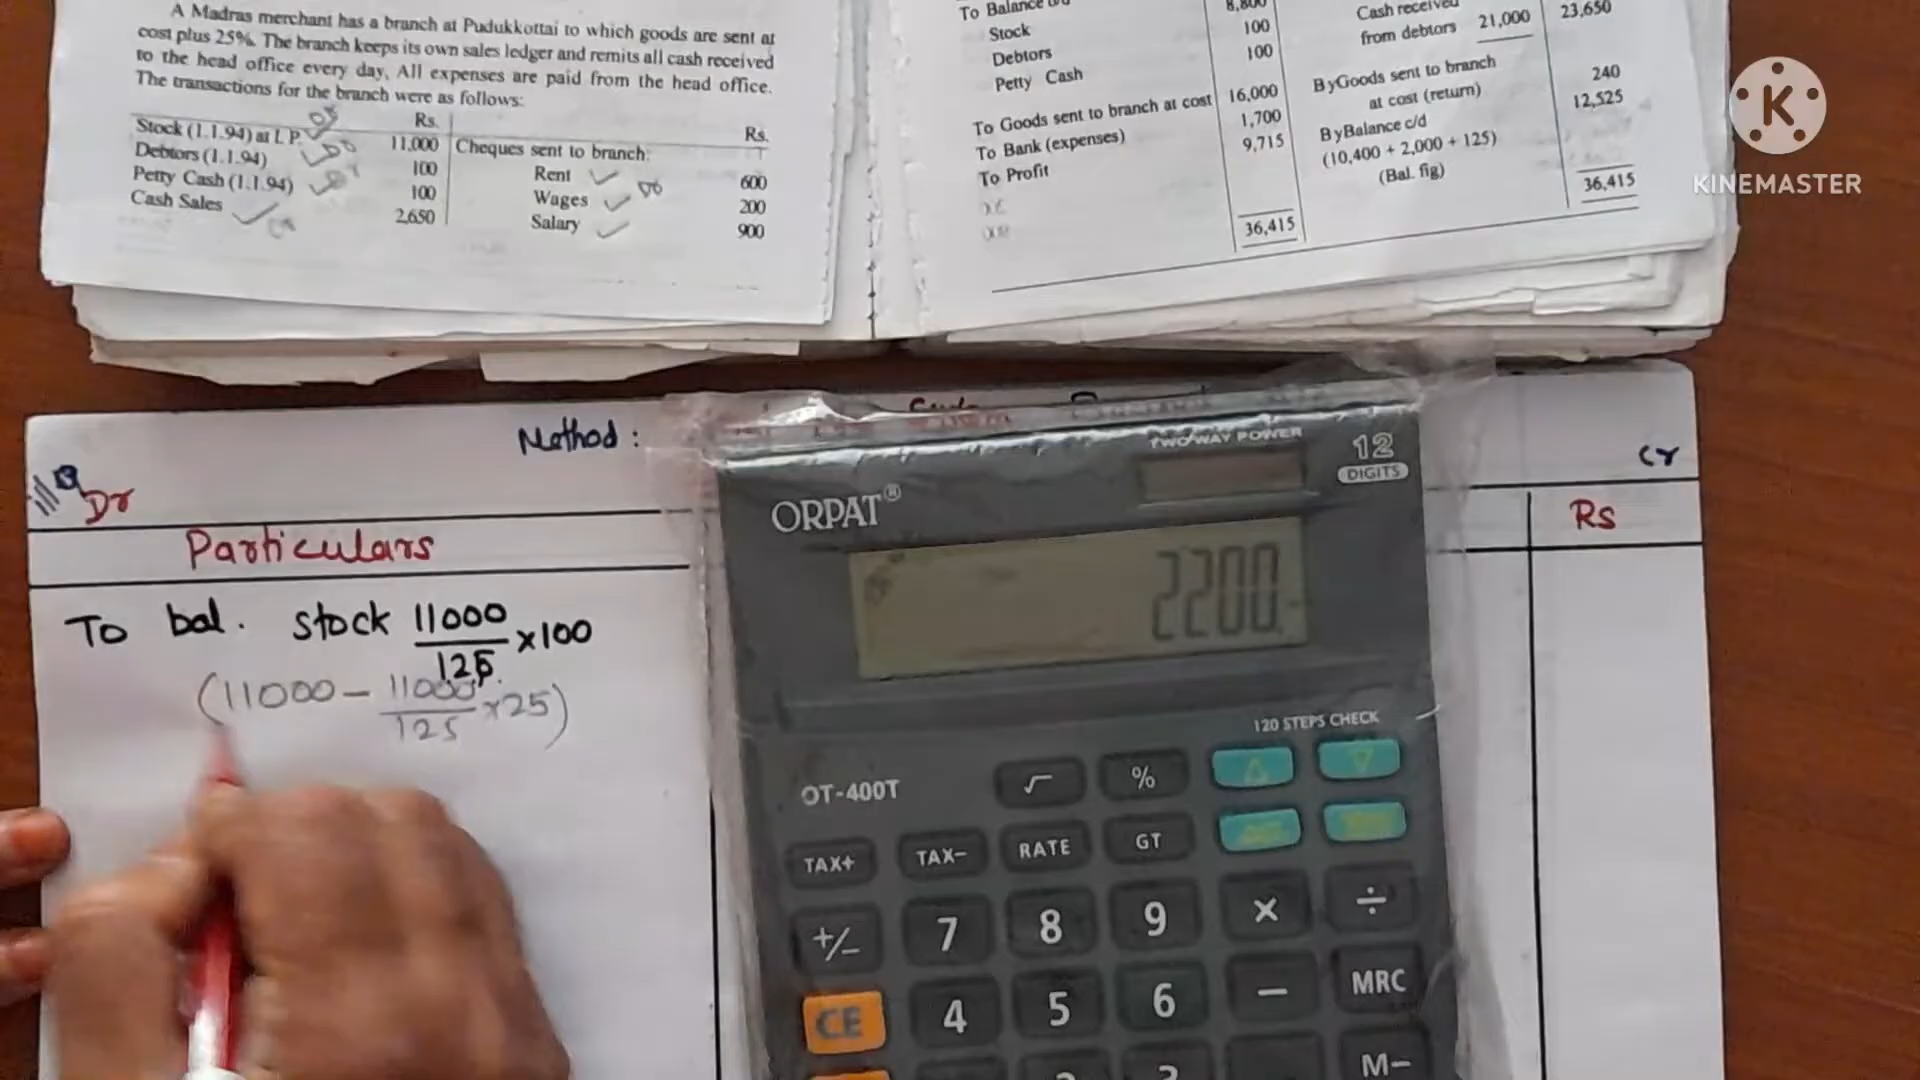 A Madras merchant has a branch at Pudukkottai to which goods are sent at
cost plus 25%. The branch keeps its own sales ledger and remits all cash received
to the head office every day, All expenses are paid from the head office.
The transactions for the branch were as follows:
Rs. Rs.
Stock (1.1.94) at I. P. 11,000 Cheques sent to branch:
Debtors (1.1.94) 100 Rent 600
Petty Cash (1.1.94) 100 Wages 200
Cash Sales 2,650 Salary 900
To Balance b/d
Stock 8,800
Debtors 100
Petty Cash 100
To Goods sent to branch at cost 16,000
To Bank (expenses) 1,700
To Profit 9,715
36,415
Cash received
from debtors 21,000 23,650
ByGoods sent to branch
at cost (return) 240
ByBalance c/d 12,525
(10,400 + 2,000 + 125)
(Bal. fig)
36,415
K
KINEMASTER
Method :
Dr
Cr
Particulars
Rs
To bal. stock 11000/125 ×100
(11000 – 11000/125 ×25)
TWO WAY POWER
12
DIGITS
ORPAT®
2200.
120 STEPS CHECK
OT-400T √ %
TAX+ TAX− RATE GT
+/− 7 8 9 × ÷
CE 4 5 6 − MRC
M−